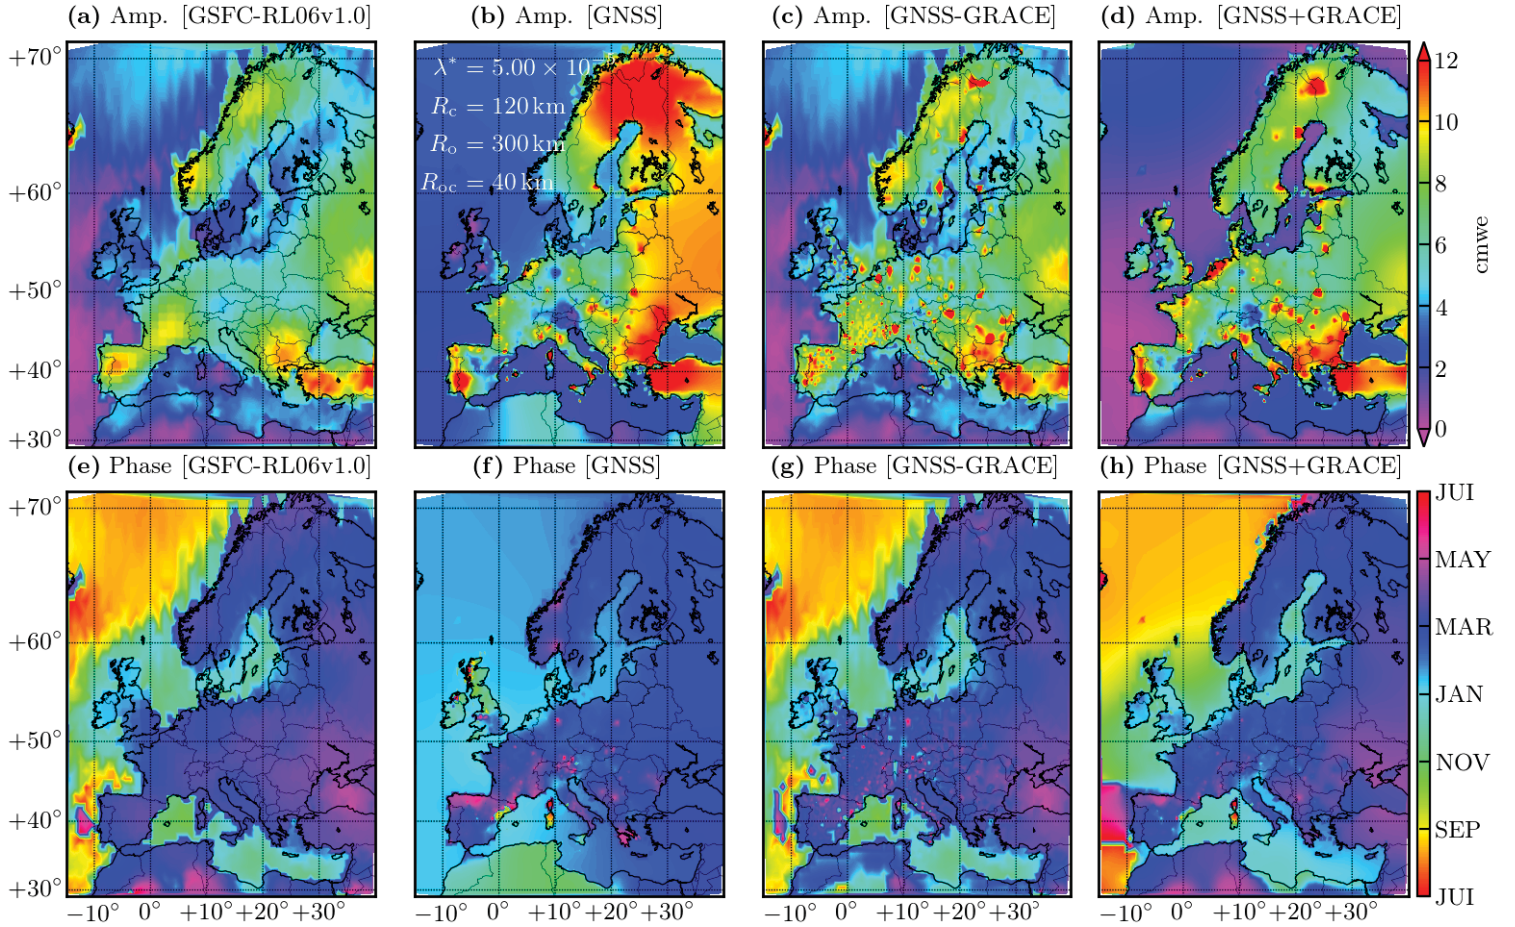 (a) Amp. [GSFC-RL06v1.0]
(b) Amp. [GNSS]
(c) Amp. [GNSS-GRACE]
(d) Amp. [GNSS+GRACE]
+70°
+60°
+50°
+40°
+30°
λ* = 5.00 × 10⁻⁵
R_c = 120 km
R_o = 300 km
R_oc = 40 km
12
10
8
6
4
2
0
cmwe
(e) Phase [GSFC-RL06v1.0]
(f) Phase [GNSS]
(g) Phase [GNSS-GRACE]
(h) Phase [GNSS+GRACE]
+70°
+60°
+50°
+40°
+30°
JUI
MAY
MAR
JAN
NOV
SEP
JUI
−10° 0° +10° +20° +30°
−10° 0° +10° +20° +30°
−10° 0° +10° +20° +30°
−10° 0° +10° +20° +30°